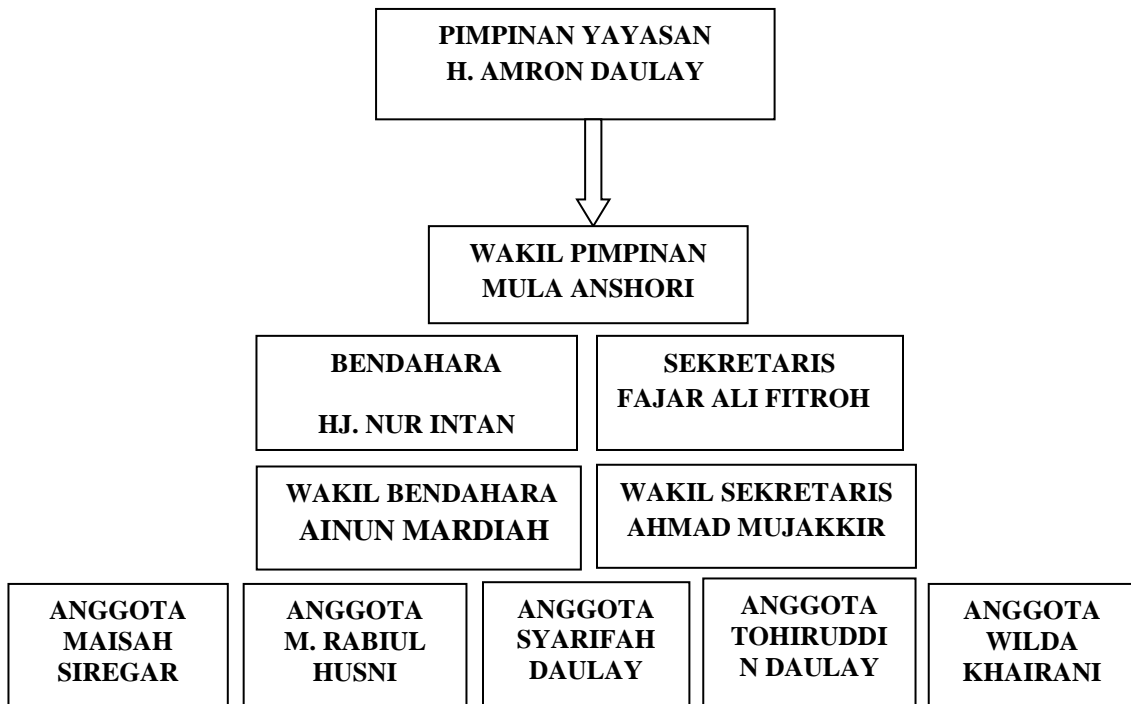 PIMPINAN YAYASAN
H. AMRON DAULAY
WAKIL PIMPINAN
MULA ANSHORI
BENDAHARA
HJ. NUR INTAN
SEKRETARIS
FAJAR ALI FITROH
WAKIL BENDAHARA
AINUN MARDIAH
WAKIL SEKRETARIS
AHMAD MUJAKKIR
ANGGOTA
MAISAH
SIREGAR
ANGGOTA
M. RABIUL
HUSNI
ANGGOTA
SYARIFAH
DAULAY
ANGGOTA
TOHIRUDDI
N DAULAY
ANGGOTA
WILDA
KHAIRANI